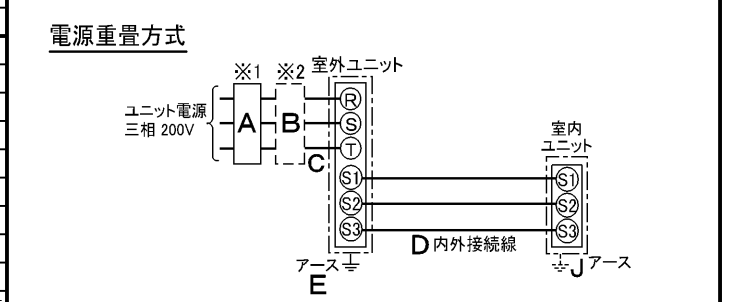 電源重畳方式
※1 ※2 室外ユニット
ユニット電源
三相 200V
A
B
C
R
S
T
S1
S2
S3
D 内外接続線
アース
E
室内
ユニット
S1
S2
S3
J アース